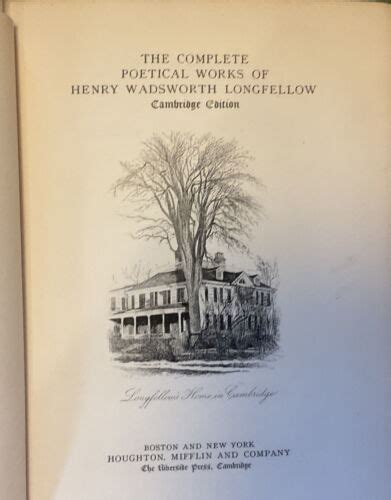 THE COMPLETE
POETICAL WORKS OF
HENRY WADSWORTH LONGFELLOW
Cambridge Edition
Longfellow's Home, in Cambridge
BOSTON AND NEW YORK
HOUGHTON, MIFFLIN AND COMPANY
The Riverside Press, Cambridge